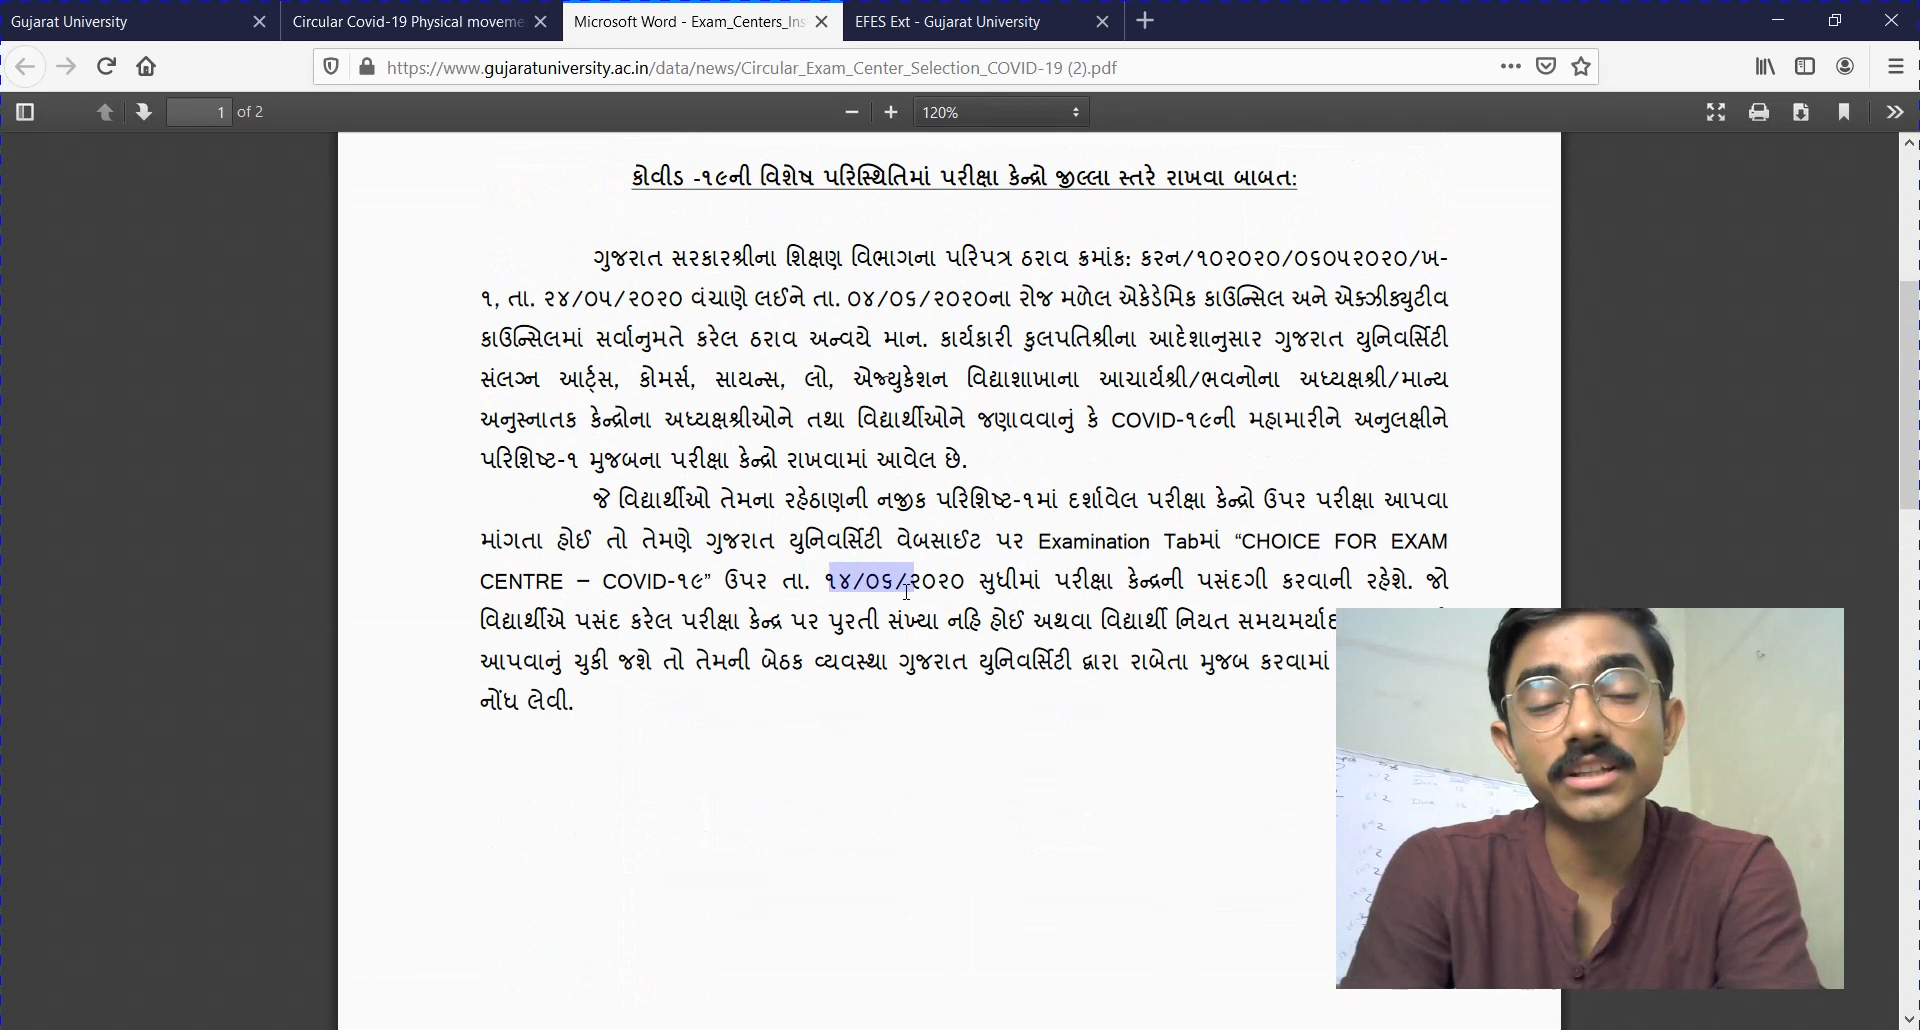 Gujarat University
Circular Covid-19 Physical moveme
Microsoft Word - Exam_Centers_Ins
EFES Ext - Gujarat University
https://www.gujaratuniversity.ac.in/data/news/Circular_Exam_Center_Selection_COVID-19 (2).pdf
1 of 2
120%
કોવીડ -૧૯ની વિશેષ પરિસ્થિતિમાં પરીક્ષા કેન્દ્રો જીલ્લા સ્તરે રાખવા બાબત:
ગુજરાત સરકારશ્રીના શિક્ષણ વિભાગના પરિપત્ર ઠરાવ ક્રમાંક: કરન/૧૦૨૦૨૦/૦૬૦૫૨૦૨૦/ખ-
૧, તા. ૨૪/૦૫/૨૦૨૦ વંચાણે લઈને તા. ૦૪/૦૬/૨૦૨૦ના રોજ મળેલ એકેડેમિક કાઉન્સિલ અને એક્ઝીક્યુટીવ
કાઉન્સિલમાં સર્વાનુમતે કરેલ ઠરાવ અન્વયે માન. કાર્યકારી કુલપતિશ્રીના આદેશાનુસાર ગુજરાત યુનિવર્સિટી
સંલગ્ન આર્ટ્સ, કોમર્સ, સાયન્સ, લો, એજ્યુકેશન વિદ્યાશાખાના આચાર્યશ્રી/ભવનોના અધ્યક્ષશ્રી/માન્ય
અનુસ્નાતક કેન્દ્રોના અધ્યક્ષશ્રીઓને તથા વિદ્યાર્થીઓને જણાવવાનું કે COVID-૧૯ની મહામારીને અનુલક્ષીને
પરિશિષ્ટ-૧ મુજબના પરીક્ષા કેન્દ્રો રાખવામાં આવેલ છે.
જે વિદ્યાર્થીઓ તેમના રહેઠાણની નજીક પરિશિષ્ટ-૧માં દર્શાવેલ પરીક્ષા કેન્દ્રો ઉપર પરીક્ષા આપવા
માંગતા હોઈ તો તેમણે ગુજરાત યુનિવર્સિટી વેબસાઈટ પર Examination Tabમાં “CHOICE FOR EXAM
CENTRE – COVID-૧૯” ઉપર તા. ૧૪/૦૬/૨૦૨૦ સુધીમાં પરીક્ષા કેન્દ્રની પસંદગી કરવાની રહેશે. જો
વિદ્યાર્થીએ પસંદ કરેલ પરીક્ષા કેન્દ્ર પર પુરતી સંખ્યા નહિ હોઈ અથવા વિદ્યાર્થી નિયત
આપવાનું ચુકી જશે તો તેમની બેઠક વ્યવસ્થા ગુજરાત યુનિવર્સિટી દ્વારા રાબેતા મુજબ કરવામાં
નોંધ લેવી.